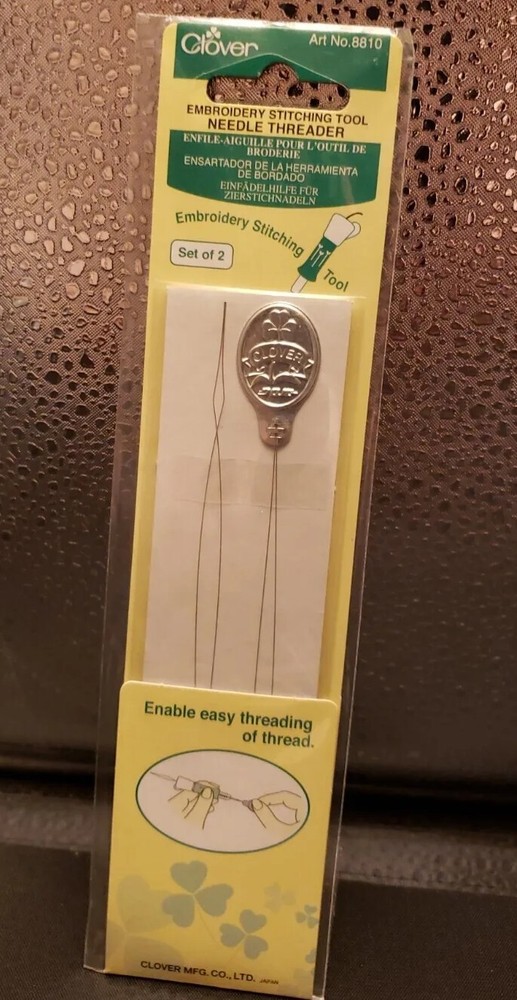 Clover
Art No.8810
EMBROIDERY STITCHING TOOL
NEEDLE THREADER
ENFILE-AIGUILLE POUR L'OUTIL DE
BRODERIE
ENSARTADOR DE LA HERRAMIENTA
DE BORDADO
EINFÄDELHILFE FÜR
ZIERSTICHNADELN
Embroidery Stitching Tool
Set of 2
CLOVER
Enable easy threading
of thread.
CLOVER MFG. CO., LTD. JAPAN